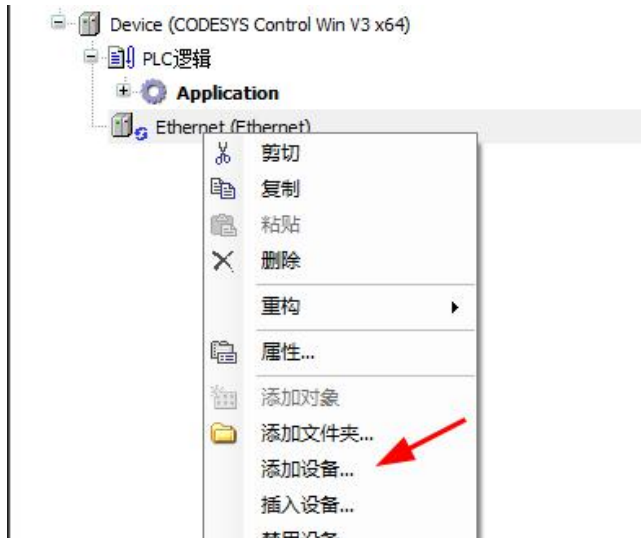 Device (CODESYS Control Win V3 x64)
PLC逻辑
Application
Ethernet (Ethernet)
剪切
复制
粘贴
删除
重构
属性...
添加对象
添加文件夹...
添加设备...
插入设备...